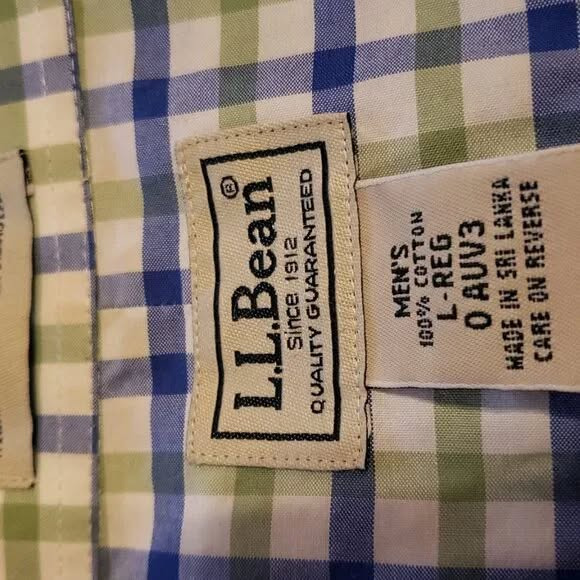 L.L.Bean®
Since 1912
QUALITY GUARANTEED
MEN'S
100% COTTON
L-REG
0 AUV3
MADE IN SRI LANKA
CARE ON REVERSE